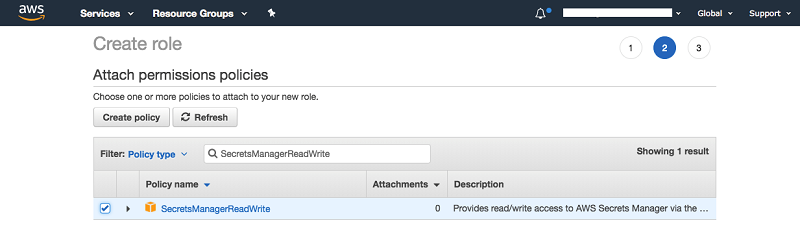 aws Services Resource Groups Global Support
Create role 1 2 3
Attach permissions policies
Choose one or more policies to attach to your new role.
Create policy Refresh
Filter: Policy type SecretsManagerReadWrite Showing 1 result
Policy name Attachments Description
SecretsManagerReadWrite 0 Provides read/write access to AWS Secrets Manager via the ...